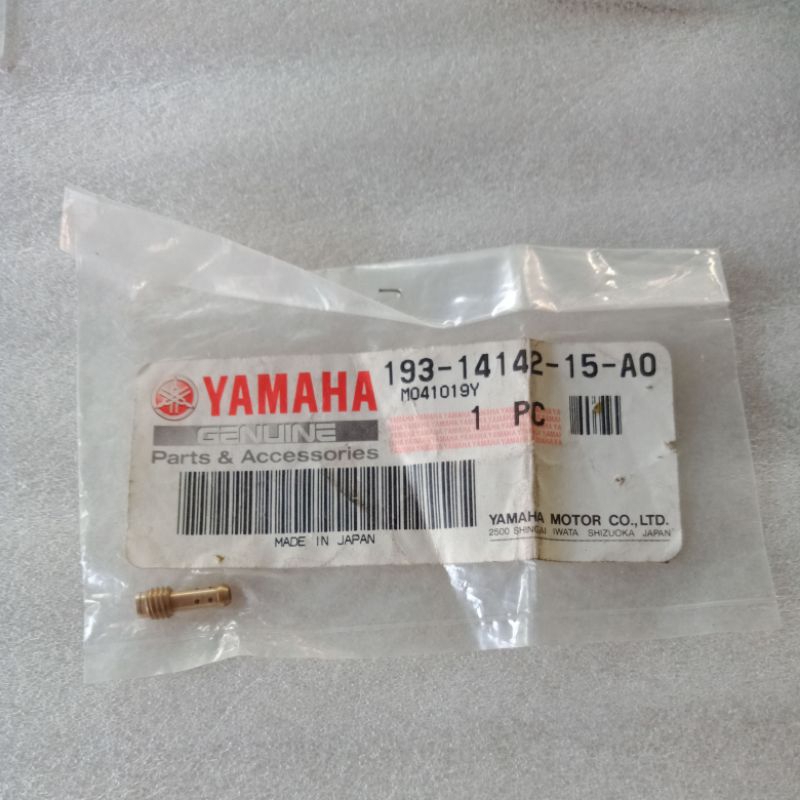 YAMAHA
GENUINE
Parts & Accessories
193-14142-15-A0
M041019Y
1 PC
MADE IN JAPAN
YAMAHA MOTOR CO.,LTD.
2500 SHINGAI IWATA SHIZUOKA JAPAN